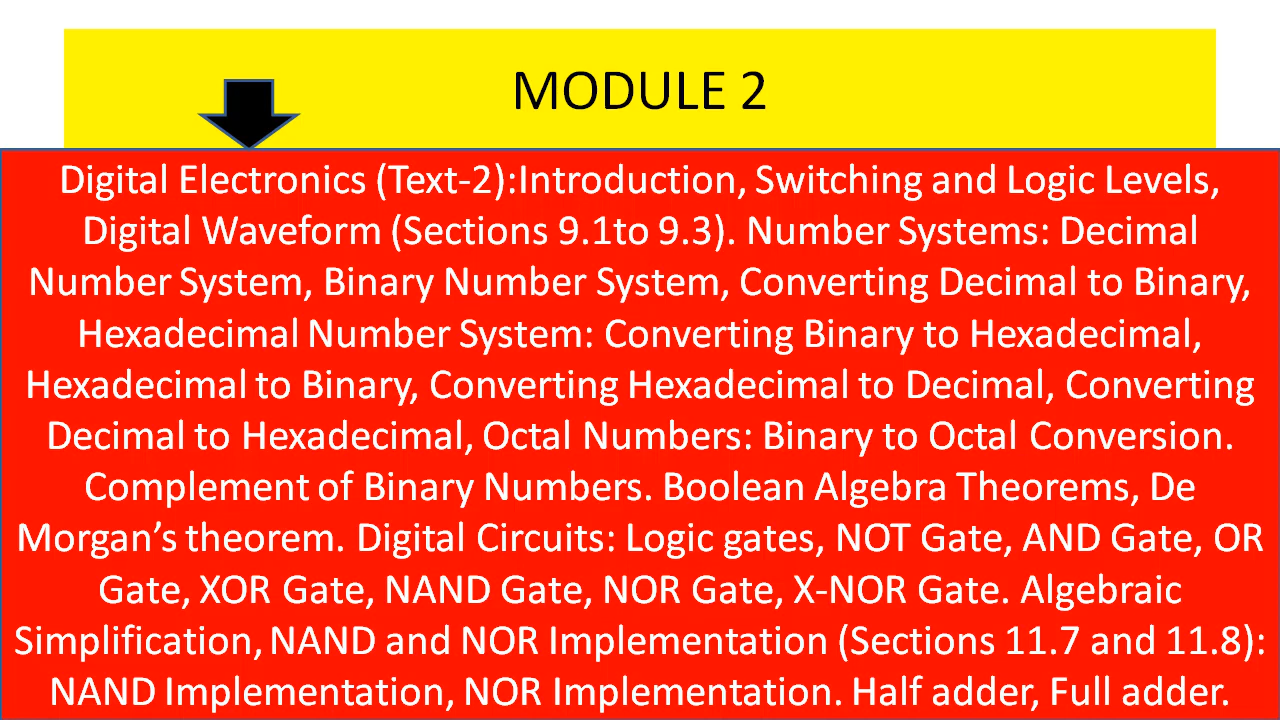 MODULE 2
Digital Electronics (Text-2):Introduction, Switching and Logic Levels,
Digital Waveform (Sections 9.1to 9.3). Number Systems: Decimal
Number System, Binary Number System, Converting Decimal to Binary,
Hexadecimal Number System: Converting Binary to Hexadecimal,
Hexadecimal to Binary, Converting Hexadecimal to Decimal, Converting
Decimal to Hexadecimal, Octal Numbers: Binary to Octal Conversion.
Complement of Binary Numbers. Boolean Algebra Theorems, De
Morgan’s theorem. Digital Circuits: Logic gates, NOT Gate, AND Gate, OR
Gate, XOR Gate, NAND Gate, NOR Gate, X-NOR Gate. Algebraic
Simplification, NAND and NOR Implementation (Sections 11.7 and 11.8):
NAND Implementation, NOR Implementation. Half adder, Full adder.